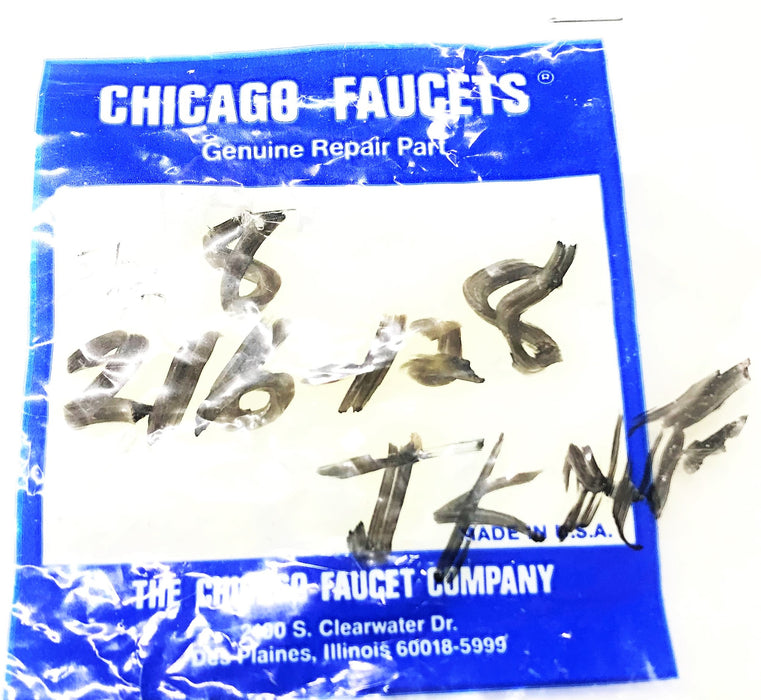 CHICAGO FAUCETS®
Genuine Repair Part
8
216-128
JKNF
MADE IN U.S.A.
THE CHICAGO FAUCET COMPANY
2100 S. Clearwater Dr.
Des Plaines, Illinois 60018-5999